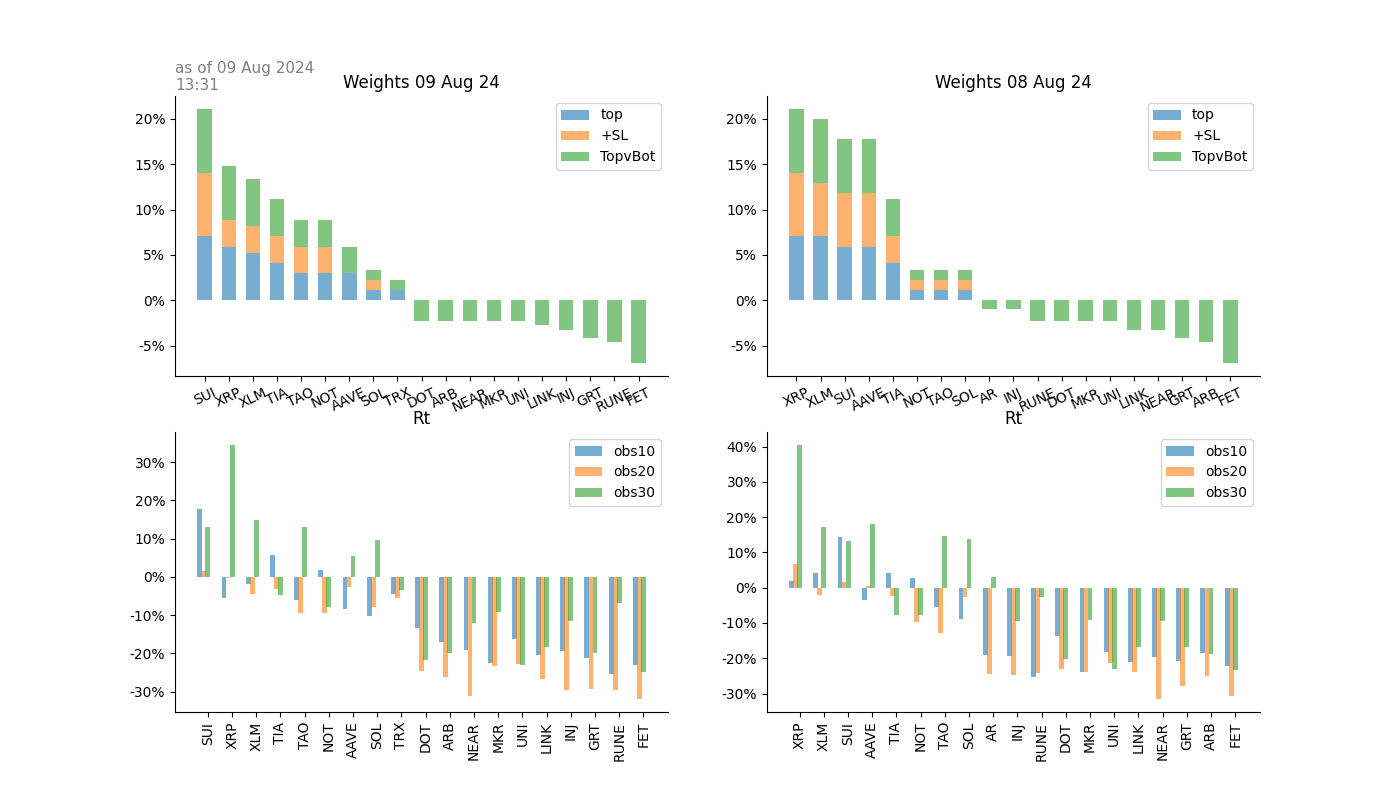 as of 09 Aug 2024
13:31
Weights 09 Aug 24
20%
15%
10%
5%
0%
-5%
top
+SL
TopvBot
SUI XRP XLM TIA TAO NOT AAVE SOL TRX DOT ARB NEAR MKR UNI LINK INJ GRT RUNE FET
Weights 08 Aug 24
20%
15%
10%
5%
0%
-5%
top
+SL
TopvBot
XRP XLM SUI AAVE TIA NOT TAO SOL AR INJ RUNE DOT MKR UNI LINK NEAR GRT ARB FET
Rt
30%
20%
10%
0%
-10%
-20%
-30%
obs10
obs20
obs30
SUI XRP XLM TIA TAO NOT AAVE SOL TRX DOT ARB NEAR MKR UNI LINK INJ GRT RUNE FET
Rt
40%
30%
20%
10%
0%
-10%
-20%
-30%
obs10
obs20
obs30
XRP XLM SUI AAVE TIA NOT TAO SOL AR INJ RUNE DOT MKR UNI LINK NEAR GRT ARB FET